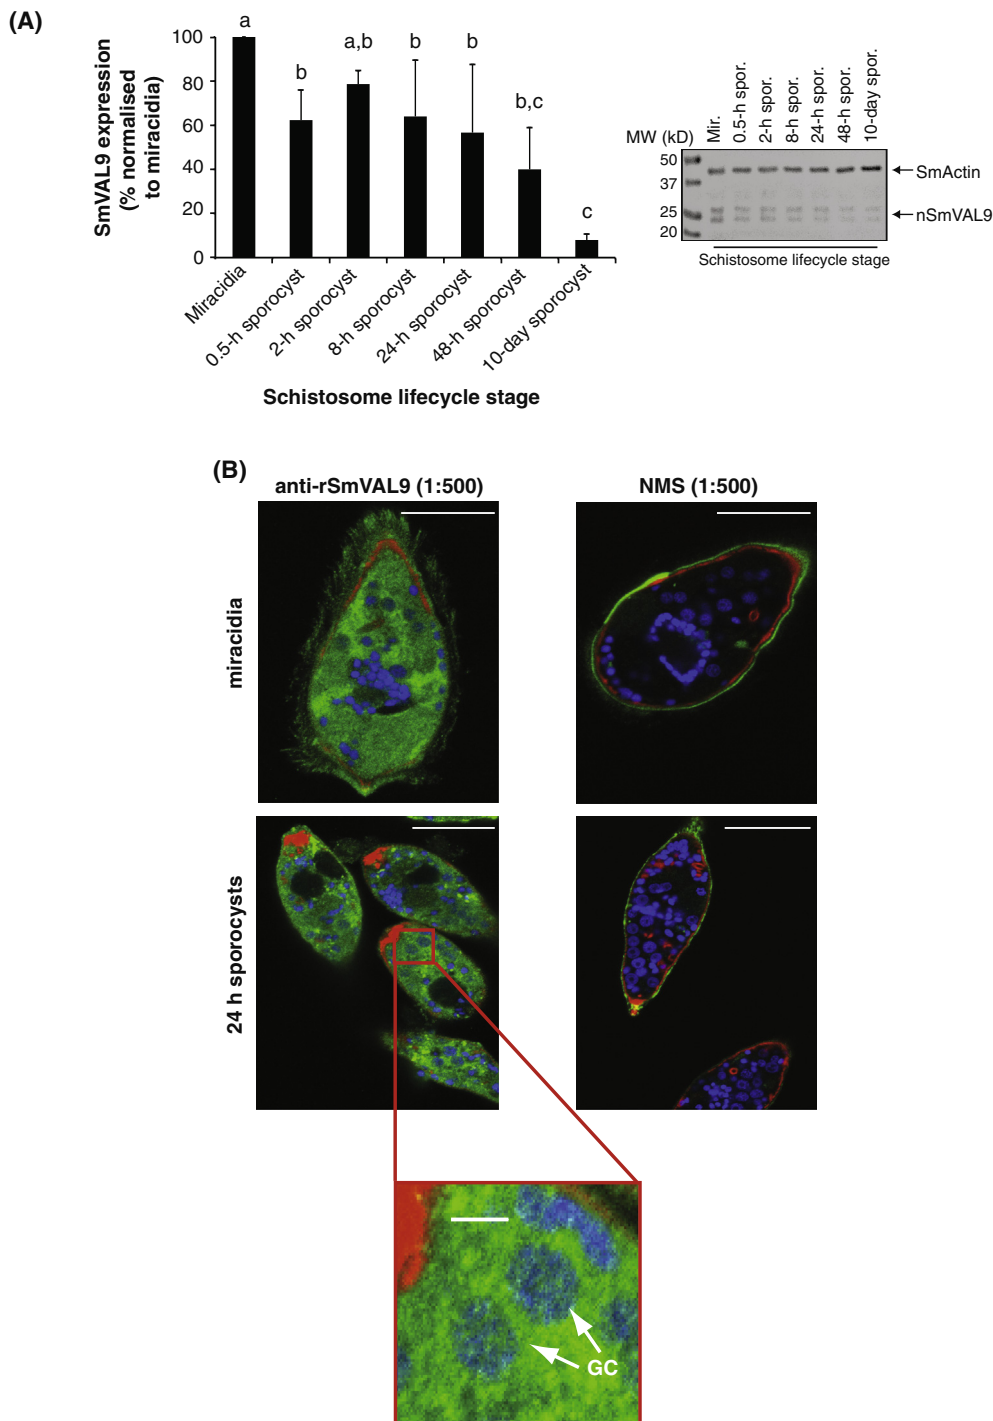 (A)
SmVAL9 expression
(% normalised
to miracidia)
100
80
60
40
20
0
a
b
a,b
b
b
b,c
c
Miracidia
0.5-h sporocyst
2-h sporocyst
8-h sporocyst
24-h sporocyst
48-h sporocyst
10-day sporocyst
Schistosome lifecycle stage
MW (kD)
Mir.
0.5-h spor.
2-h spor.
8-h spor.
24-h spor.
48-h spor.
10-day spor.
50
37
25
20
SmActin
nSmVAL9
Schistosome lifecycle stage
(B)
anti-rSmVAL9 (1:500)
NMS (1:500)
miracidia
24 h sporocysts
GC